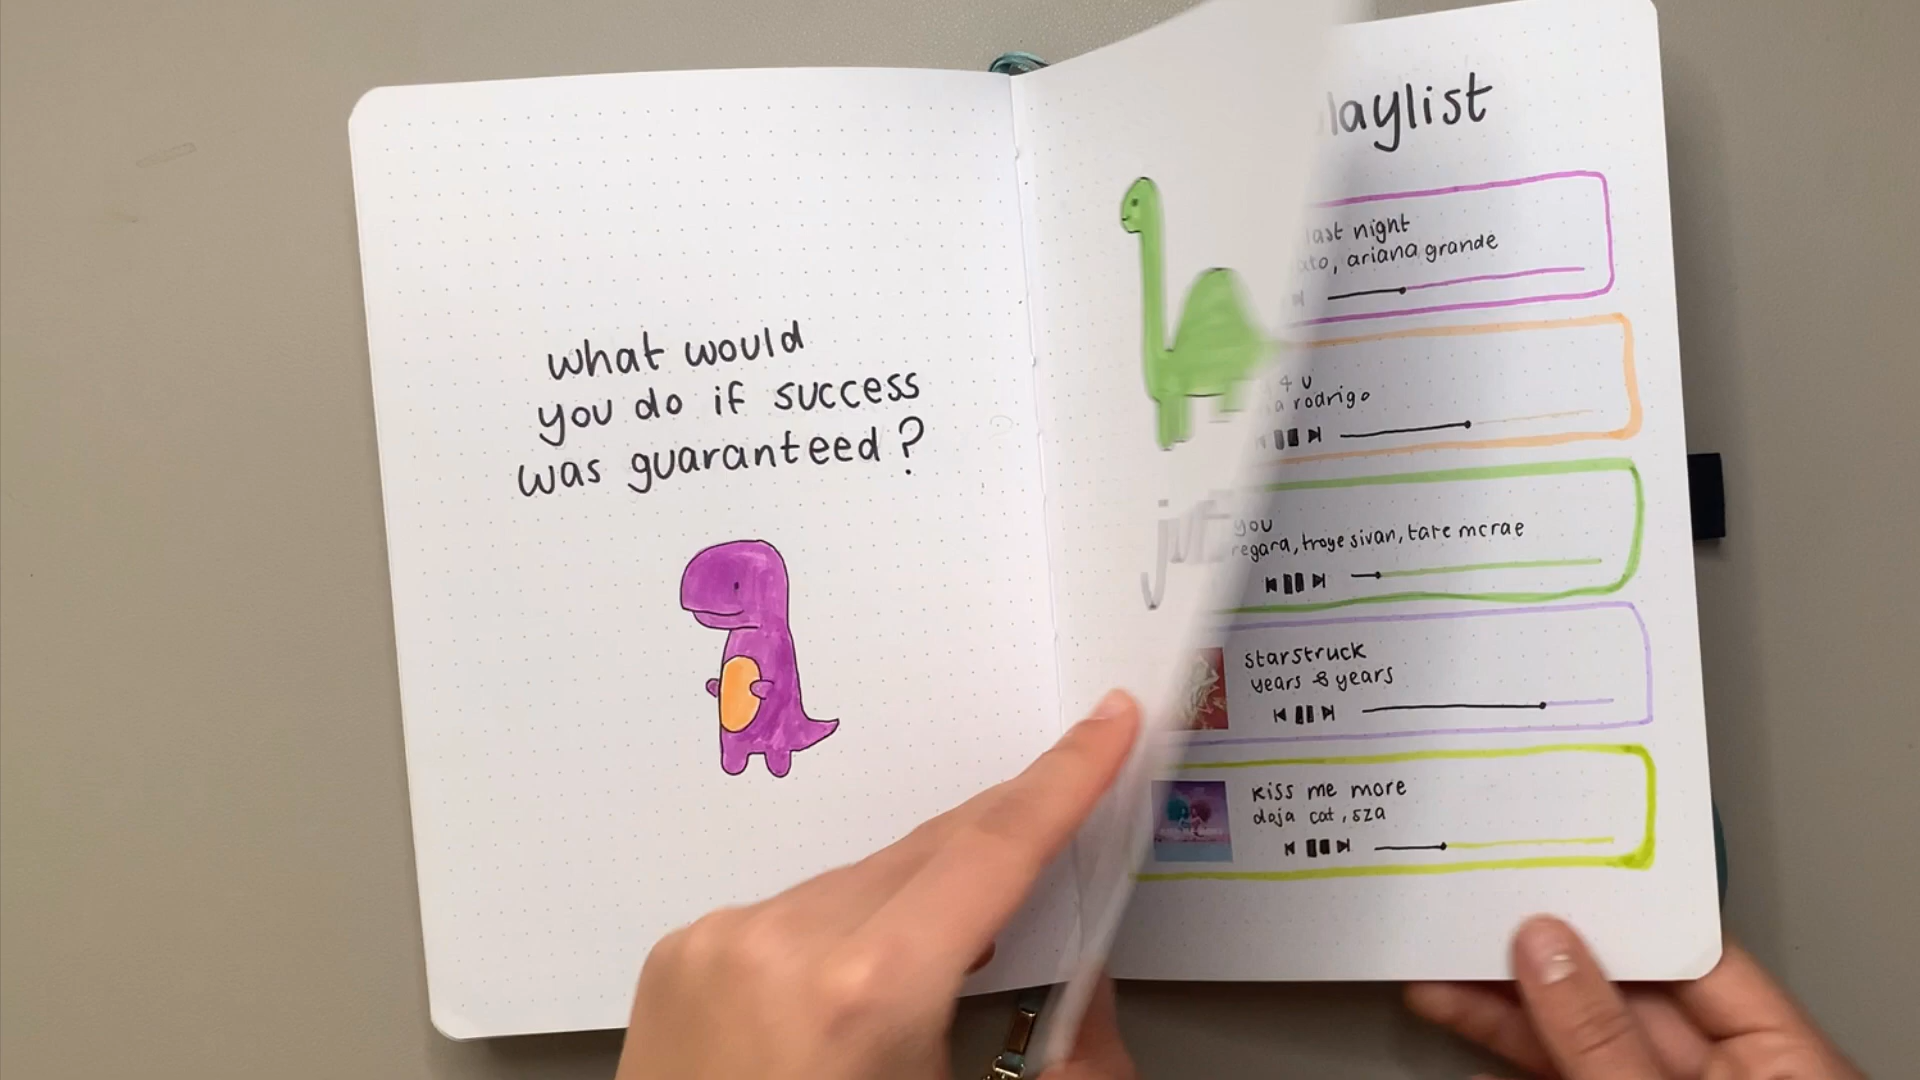 what would
you do if success
was guaranteed?
laylist
last night
ato, ariana grande
4 u
a rodrigo
you
regara, troye sivan, tate mcrae
starstruck
years & years
kiss me more
doja cat, sza